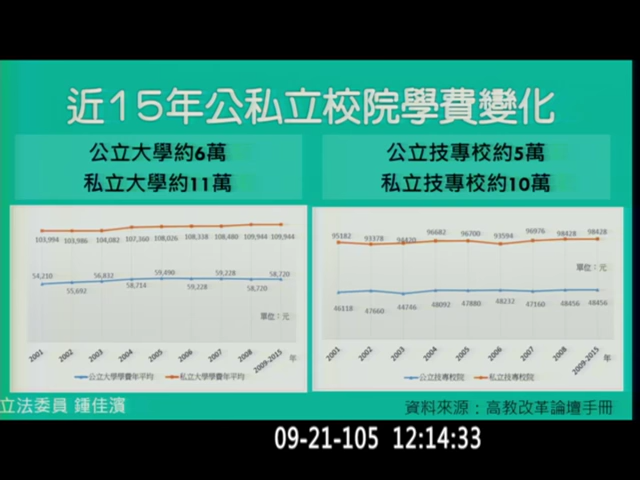 近15年公私立校院學費變化
公立大學約6萬
私立大學約11萬
公立技專校約5萬
私立技專校約10萬
103,994 103,986 104,082 107,360 108,026 108,338 108,480 109,944 109,944
54,210 55,692 56,832 58,714 59,490 59,228 59,228 58,720 58,720
單位：元
2001 2002 2003 2004 2005 2006 2007 2008 2009-2015 年
公立大學學費年平均 私立大學學費年平均
95182 93378 94420 96682 96700 93594 96976 98428 98428
單位：元
46118 47660 44746 48092 47880 48232 47160 48456 48456
2001 2002 2003 2004 2005 2006 2007 2008 2009-2015 年
公立技專校院 私立技專校院
立法委員 鍾佳濱
資料來源：高教改革論壇手冊
09-21-105 12:14:33